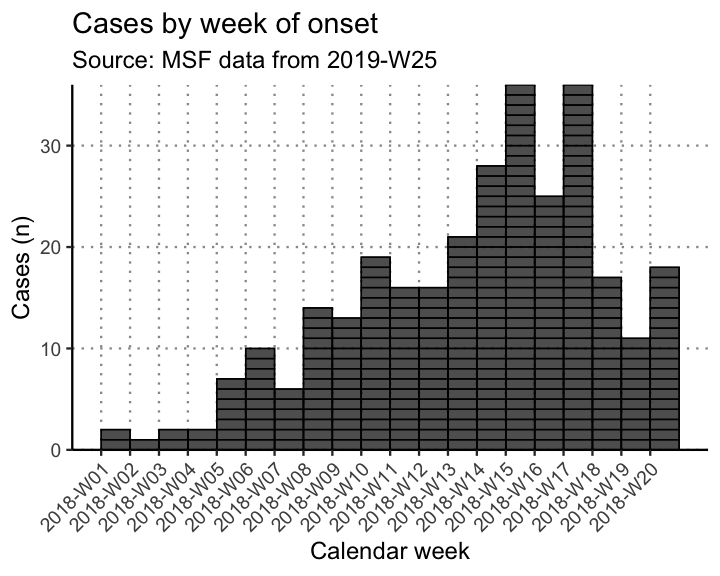 Cases by week of onset
Source: MSF data from 2019-W25
Cases (n)
30
20
10
0
2018-W01
2018-W02
2018-W03
2018-W04
2018-W05
2018-W06
2018-W07
2018-W08
2018-W09
2018-W10
2018-W11
2018-W12
2018-W13
2018-W14
2018-W15
2018-W16
2018-W17
2018-W18
2018-W19
2018-W20
Calendar week